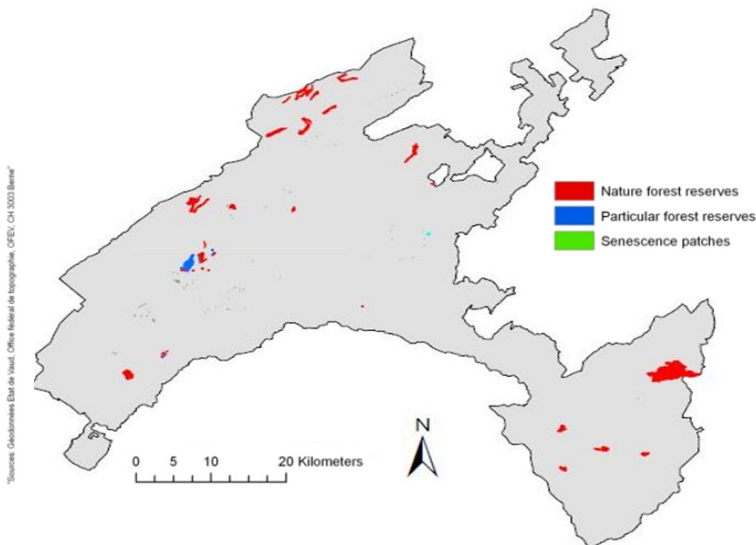 Nature forest reserves
Particular forest reserves
Senescence patches
N
0 5 10 20 Kilometers
"Sources: Géodonnées Etat de Vaud, Office fédéral de topographie, OFEV, CH 3003 Berne"